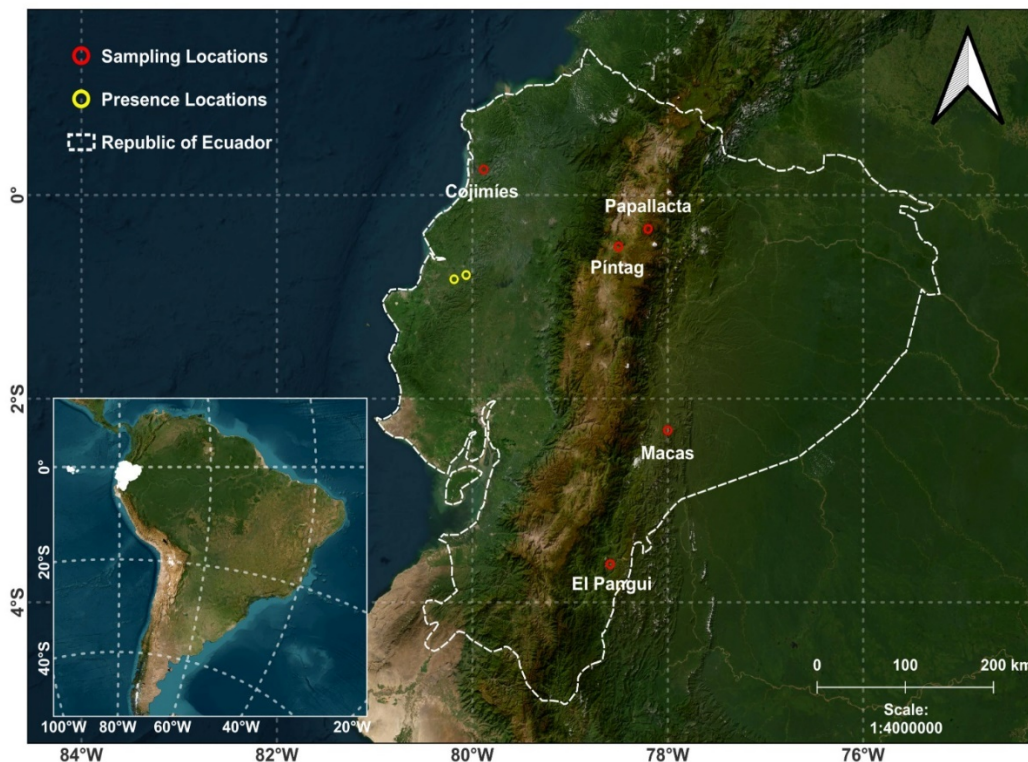 Sampling Locations
Presence Locations
Republic of Ecuador
0°
2°S
4°S
Cojimíes
Papallacta
Píntag
Macas
El Pangui
0 100 200 km
Scale:
1:4000000
0°
20°S
40°S
100°W 80°W 60°W 40°W 20°W
84°W 82°W 80°W 78°W 76°W